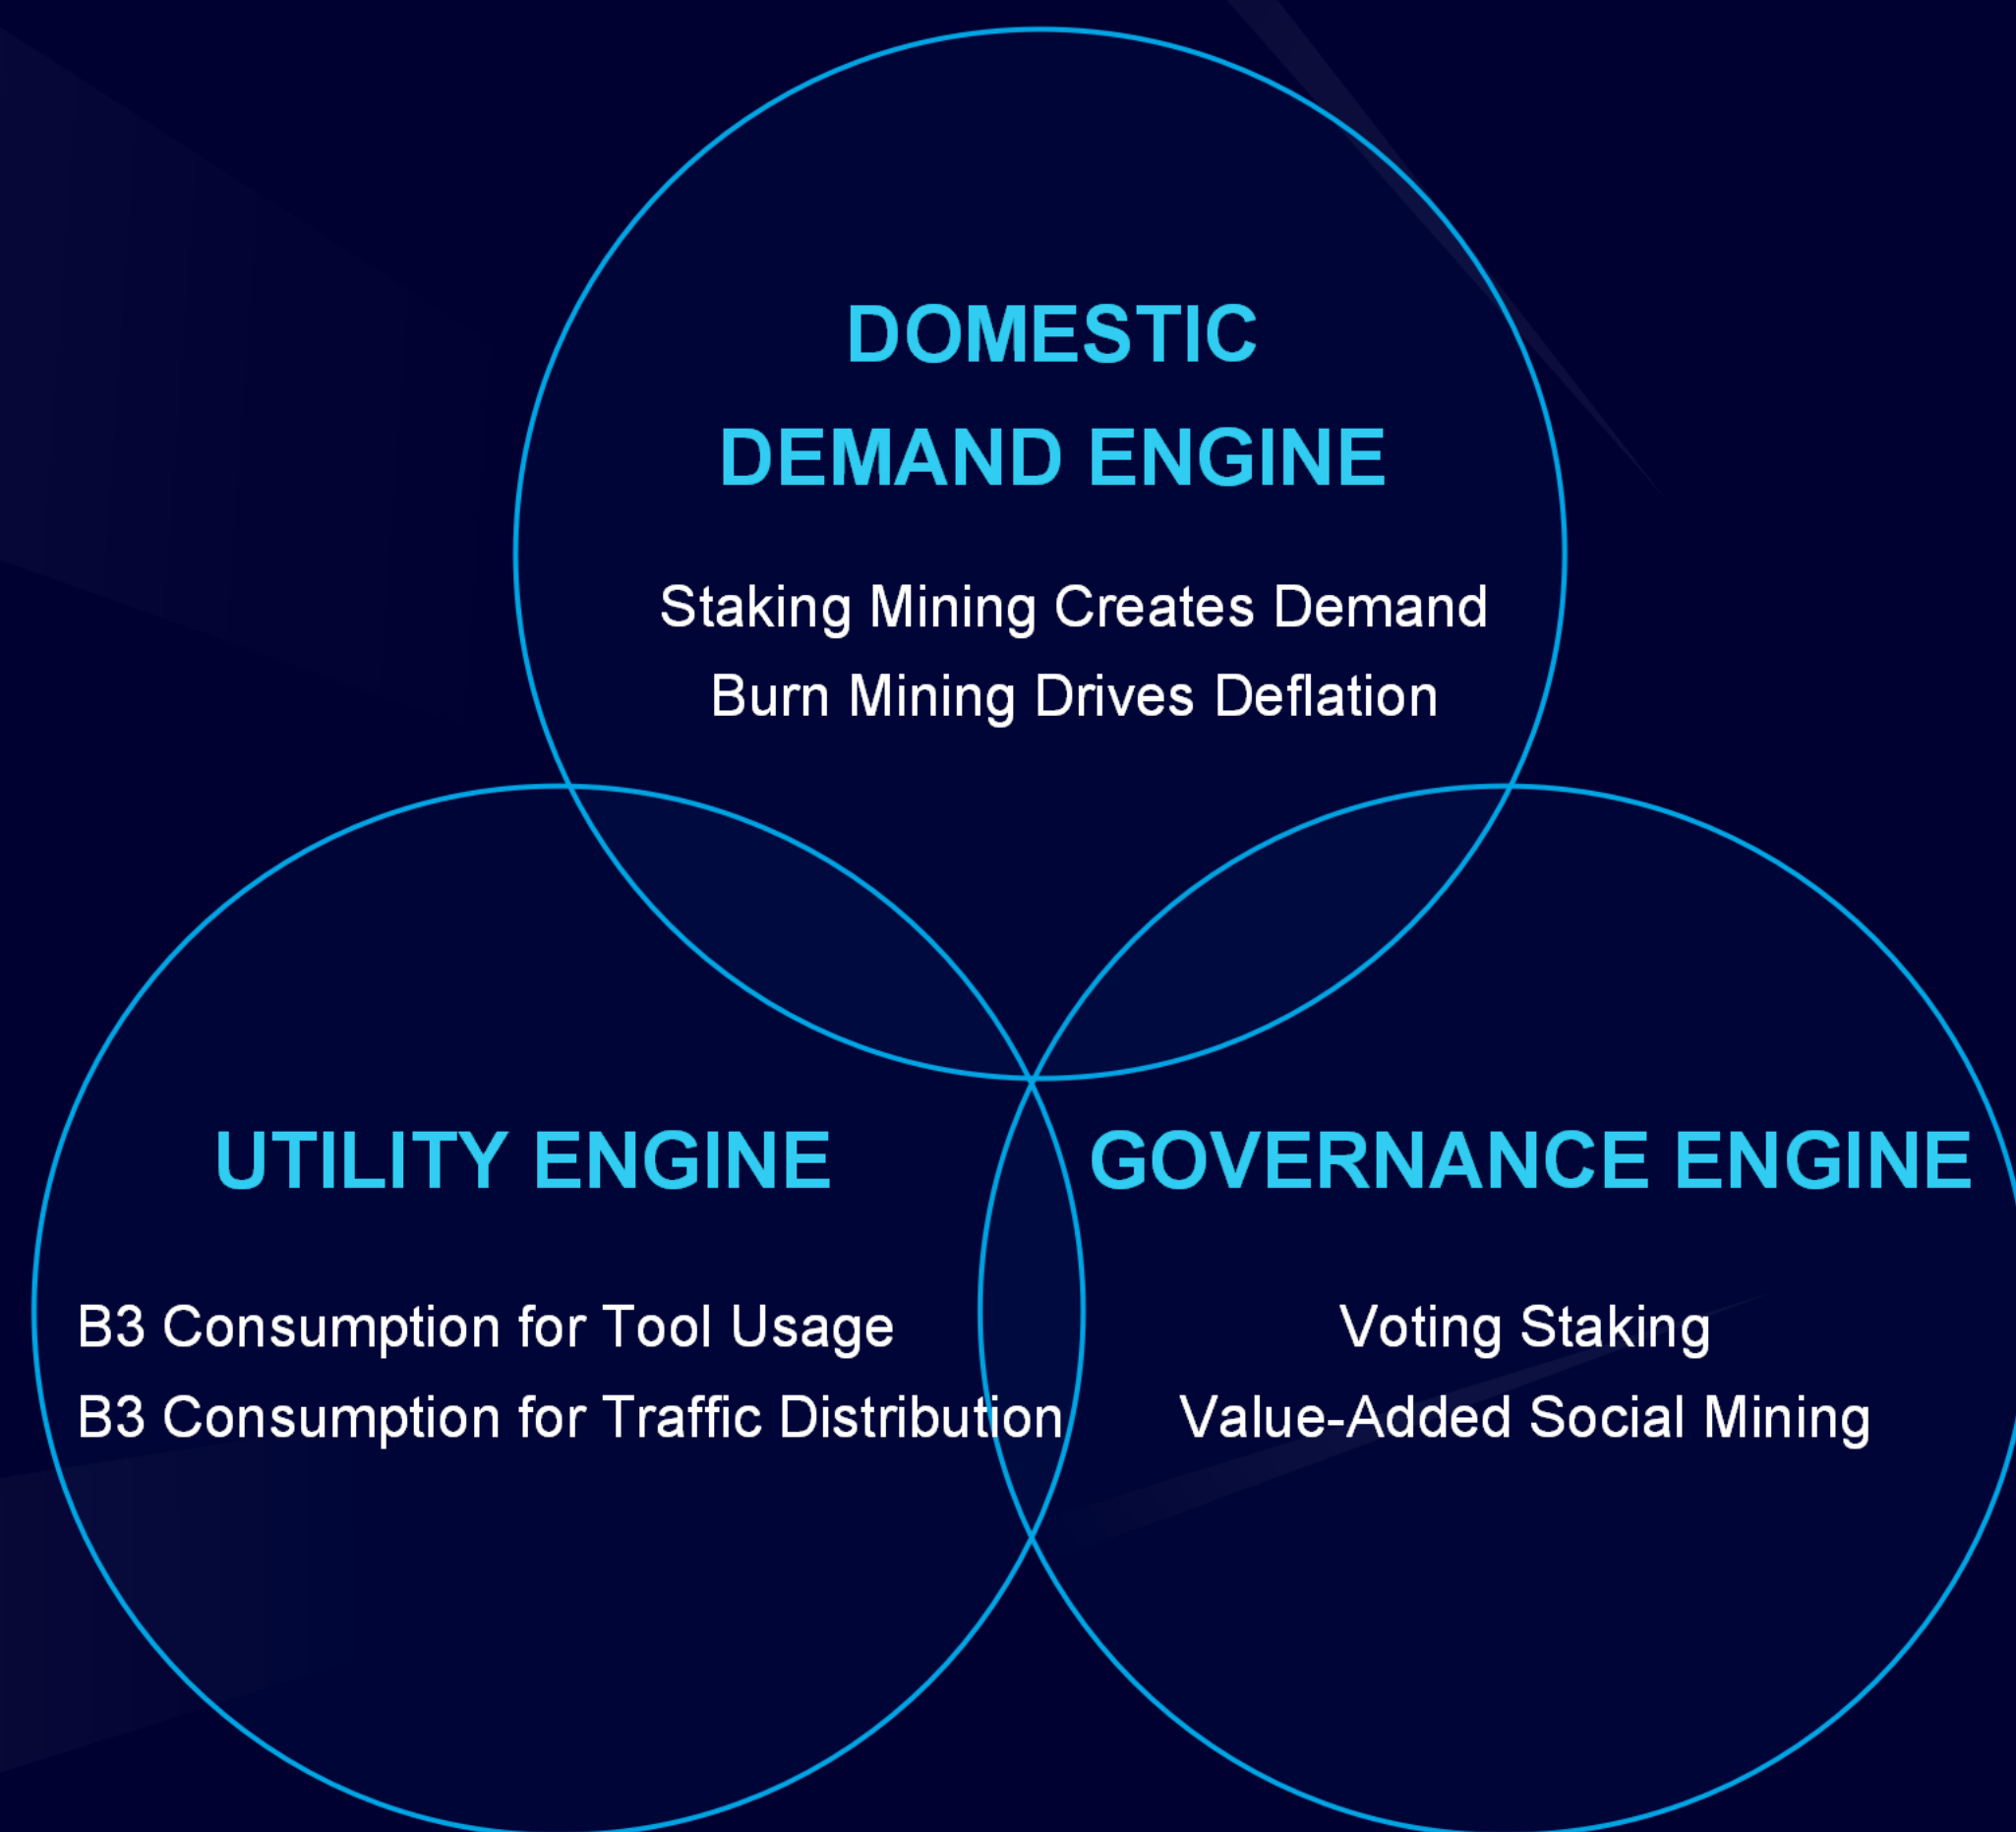 DOMESTIC
DEMAND ENGINE
Staking Mining Creates Demand
Burn Mining Drives Deflation
UTILITY ENGINE
B3 Consumption for Tool Usage
B3 Consumption for Traffic Distribution
GOVERNANCE ENGINE
Voting Staking
Value-Added Social Mining